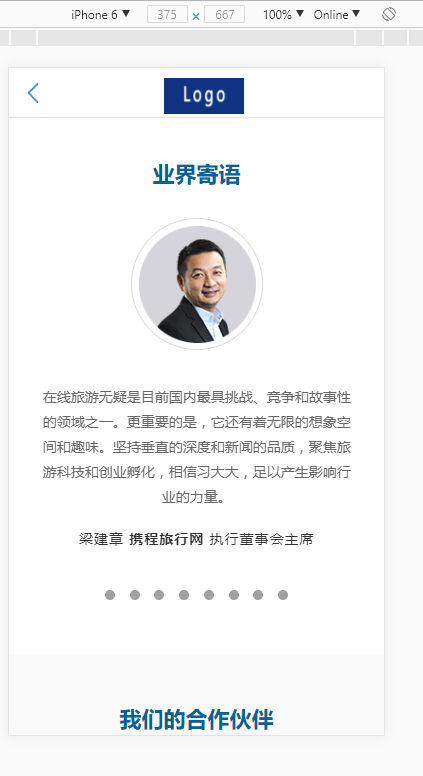 iPhone 6 ▼ 375 × 667 100% ▼ Online ▼
Logo
业界寄语
在线旅游无疑是目前国内最具挑战、竞争和故事性
的领域之一。更重要的是，它还有着无限的想象空
间和趣味。坚持垂直的深度和新闻的品质，聚焦旅
游科技和创业孵化，相信习大大，足以产生影响行
业的力量。
梁建章 携程旅行网 执行董事会主席
我们的合作伙伴